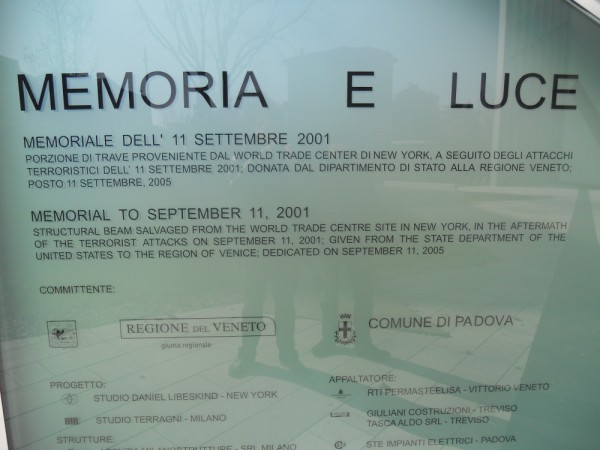 MEMORIA E LUCE
MEMORIALE DELL' 11 SETTEMBRE 2001
PORZIONE DI TRAVE PROVENIENTE DAL WORLD TRADE CENTER DI NEW YORK, A SEGUITO DEGLI ATTACCHI
TERRORISTICI DELL' 11 SETTEMBRE 2001; DONATA DAL DIPARTIMENTO DI STATO ALLA REGIONE VENETO;
POSTO 11 SETTEMBRE, 2005
MEMORIAL TO SEPTEMBER 11, 2001
STRUCTURAL BEAM SALVAGED FROM THE WORLD TRADE CENTRE SITE IN NEW YORK, IN THE AFTERMATH
OF THE TERRORIST ATTACKS ON SEPTEMBER 11, 2001; GIVEN FROM THE STATE DEPARTMENT OF THE
UNITED STATES TO THE REGION OF VENICE; DEDICATED ON SEPTEMBER 11, 2005
COMMITTENTE:
REGIONE DEL VENETO
giunta regionale
COMUNE DI PADOVA
PROGETTO:
STUDIO DANIEL LIBESKIND - NEW YORK
STUDIO TERRAGNI - MILANO
STRUTTURE:
SRL MILANO
APPALTATORE:
RTI PERMASTEELISA - VITTORIO VENETO
GIULIANI COSTRUZIONI - TREVISO
TASCA ALDO SRL - TREVISO
STE IMPIANTI ELETTRICI - PADOVA